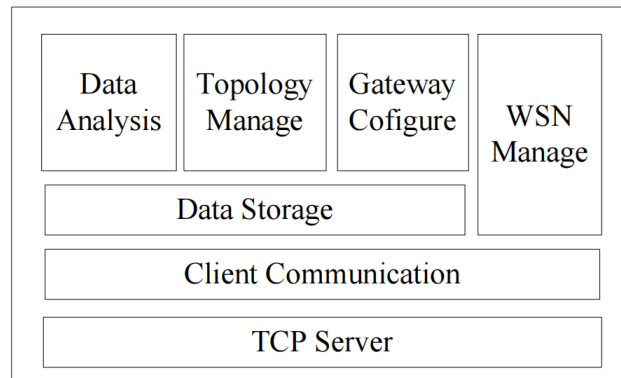 Data
Analysis
Topology
Manage
Gateway
Cofigure
WSN
Manage
Data Storage
Client Communication
TCP Server